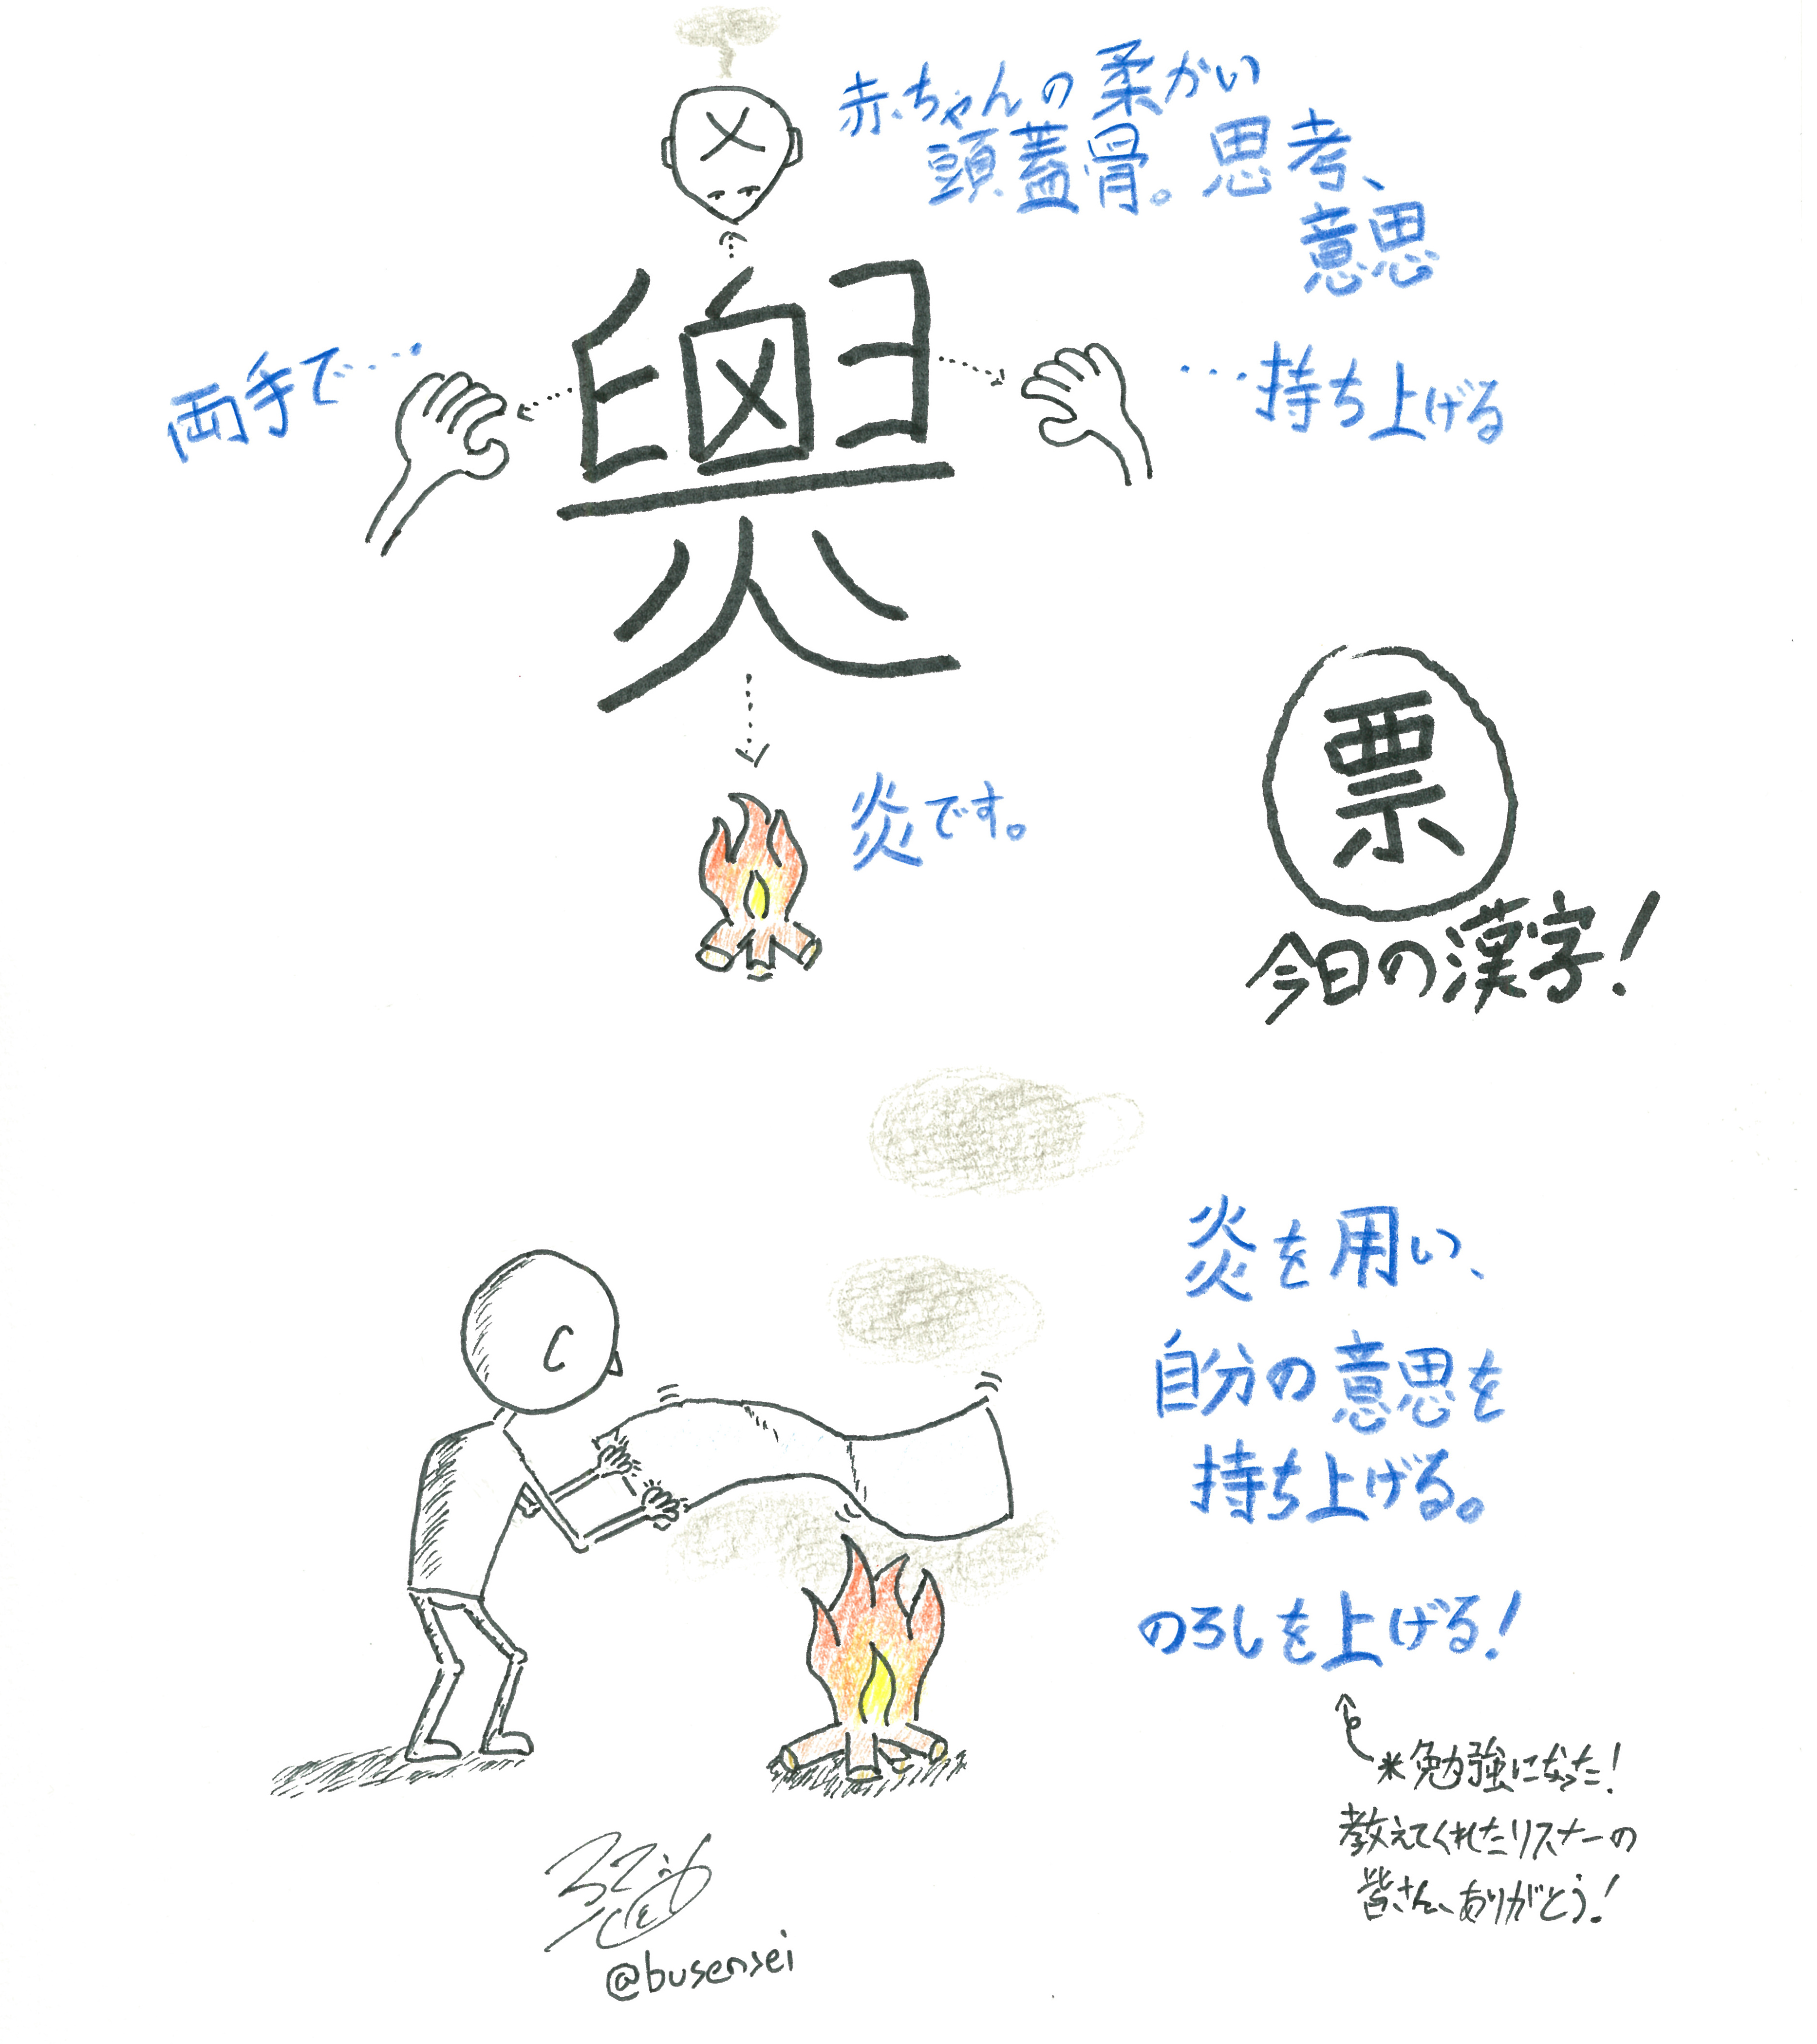 赤ちゃんの柔かい
頭蓋骨。思考、
意思
両手で…
…持ち上げる
炎です。
票
今日の漢字!
炎を用い、
自分の意思を
持ち上げる。
のろしを上げる!
*勉強になった!
教えてくれたリスナーの
皆さん、ありがとう!
@busensei